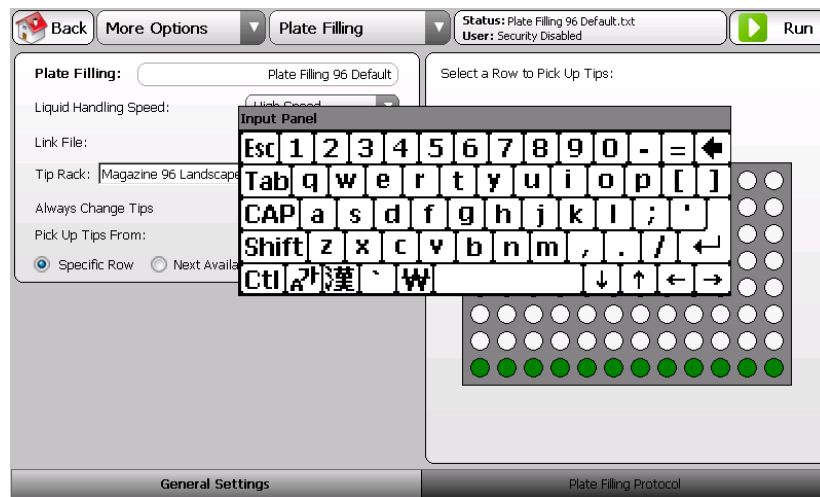 Back More Options Plate Filling Status: Plate Filling 96 Default.txt Run
User: Security Disabled
Plate Filling: Plate Filling 96 Default
Select a Row to Pick Up Tips:
Liquid Handling Speed: High Speed
Link File:
Tip Rack: Magazine 96 Landscape
Always Change Tips
Pick Up Tips From:
Specific Row Next Availa
Input Panel
Esc 1 2 3 4 5 6 7 8 9 0 - = ←
Tab q w e r t y u i o p [ ]
CAP a s d f g h j k l ; '
Shift z x c v b n m , . / ↵
Ctl 가 漢 ` ₩ ↓ ↑ ← →
General Settings Plate Filling Protocol